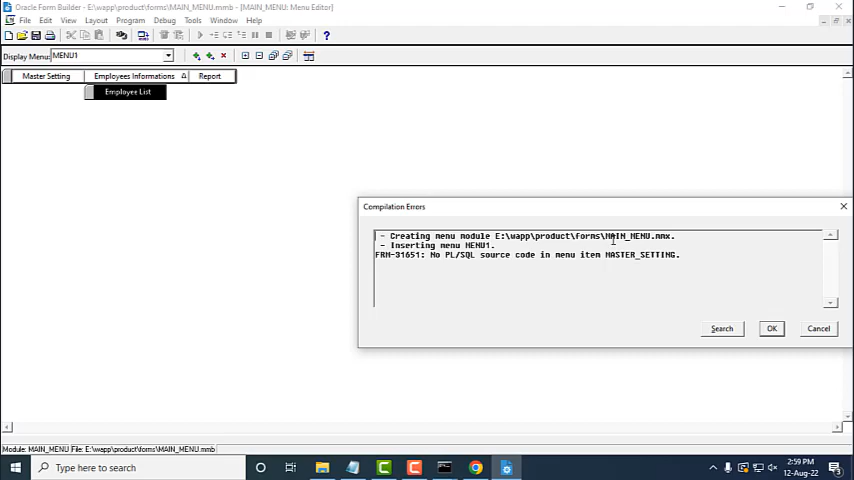 Oracle Form Builder - E:\wapp\product\forms\MAIN_MENU.mmb - [MAIN_MENU: Menu Editor]
File Edit View Layout Program Debug Tools Window Help
Display Menu: MENU1
Master Setting Employees Informations Report
Employee List
Compilation Errors
- Creating menu module E:\wapp\product\forms\MAIN_MENU.mmx.
- Inserting menu MENU1.
FRM-31651: No PL/SQL source code in menu item MASTER_SETTING.
Search OK Cancel
Module: MAIN_MENU File: E:\wapp\product\forms\MAIN_MENU.mmb
Type here to search
2:59 PM
12-Aug-22
3